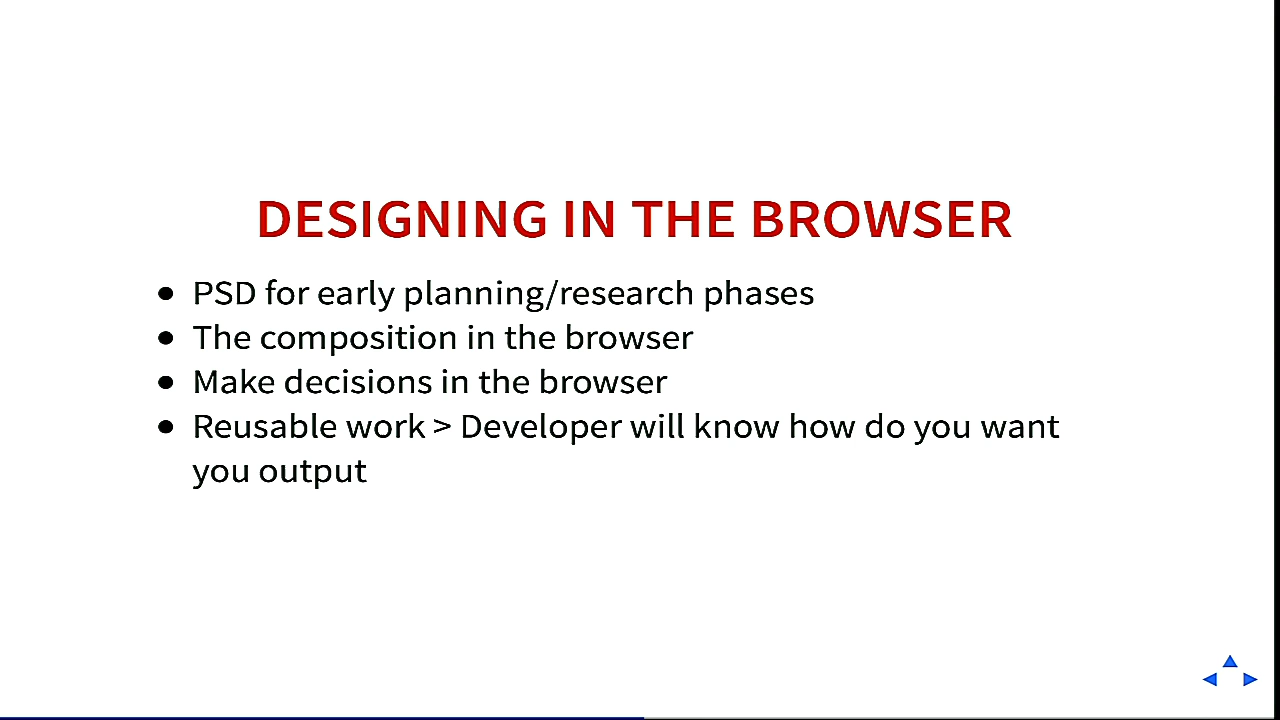 DESIGNING IN THE BROWSER
PSD for early planning/research phases
The composition in the browser
Make decisions in the browser
Reusable work > Developer will know how do you want
you output